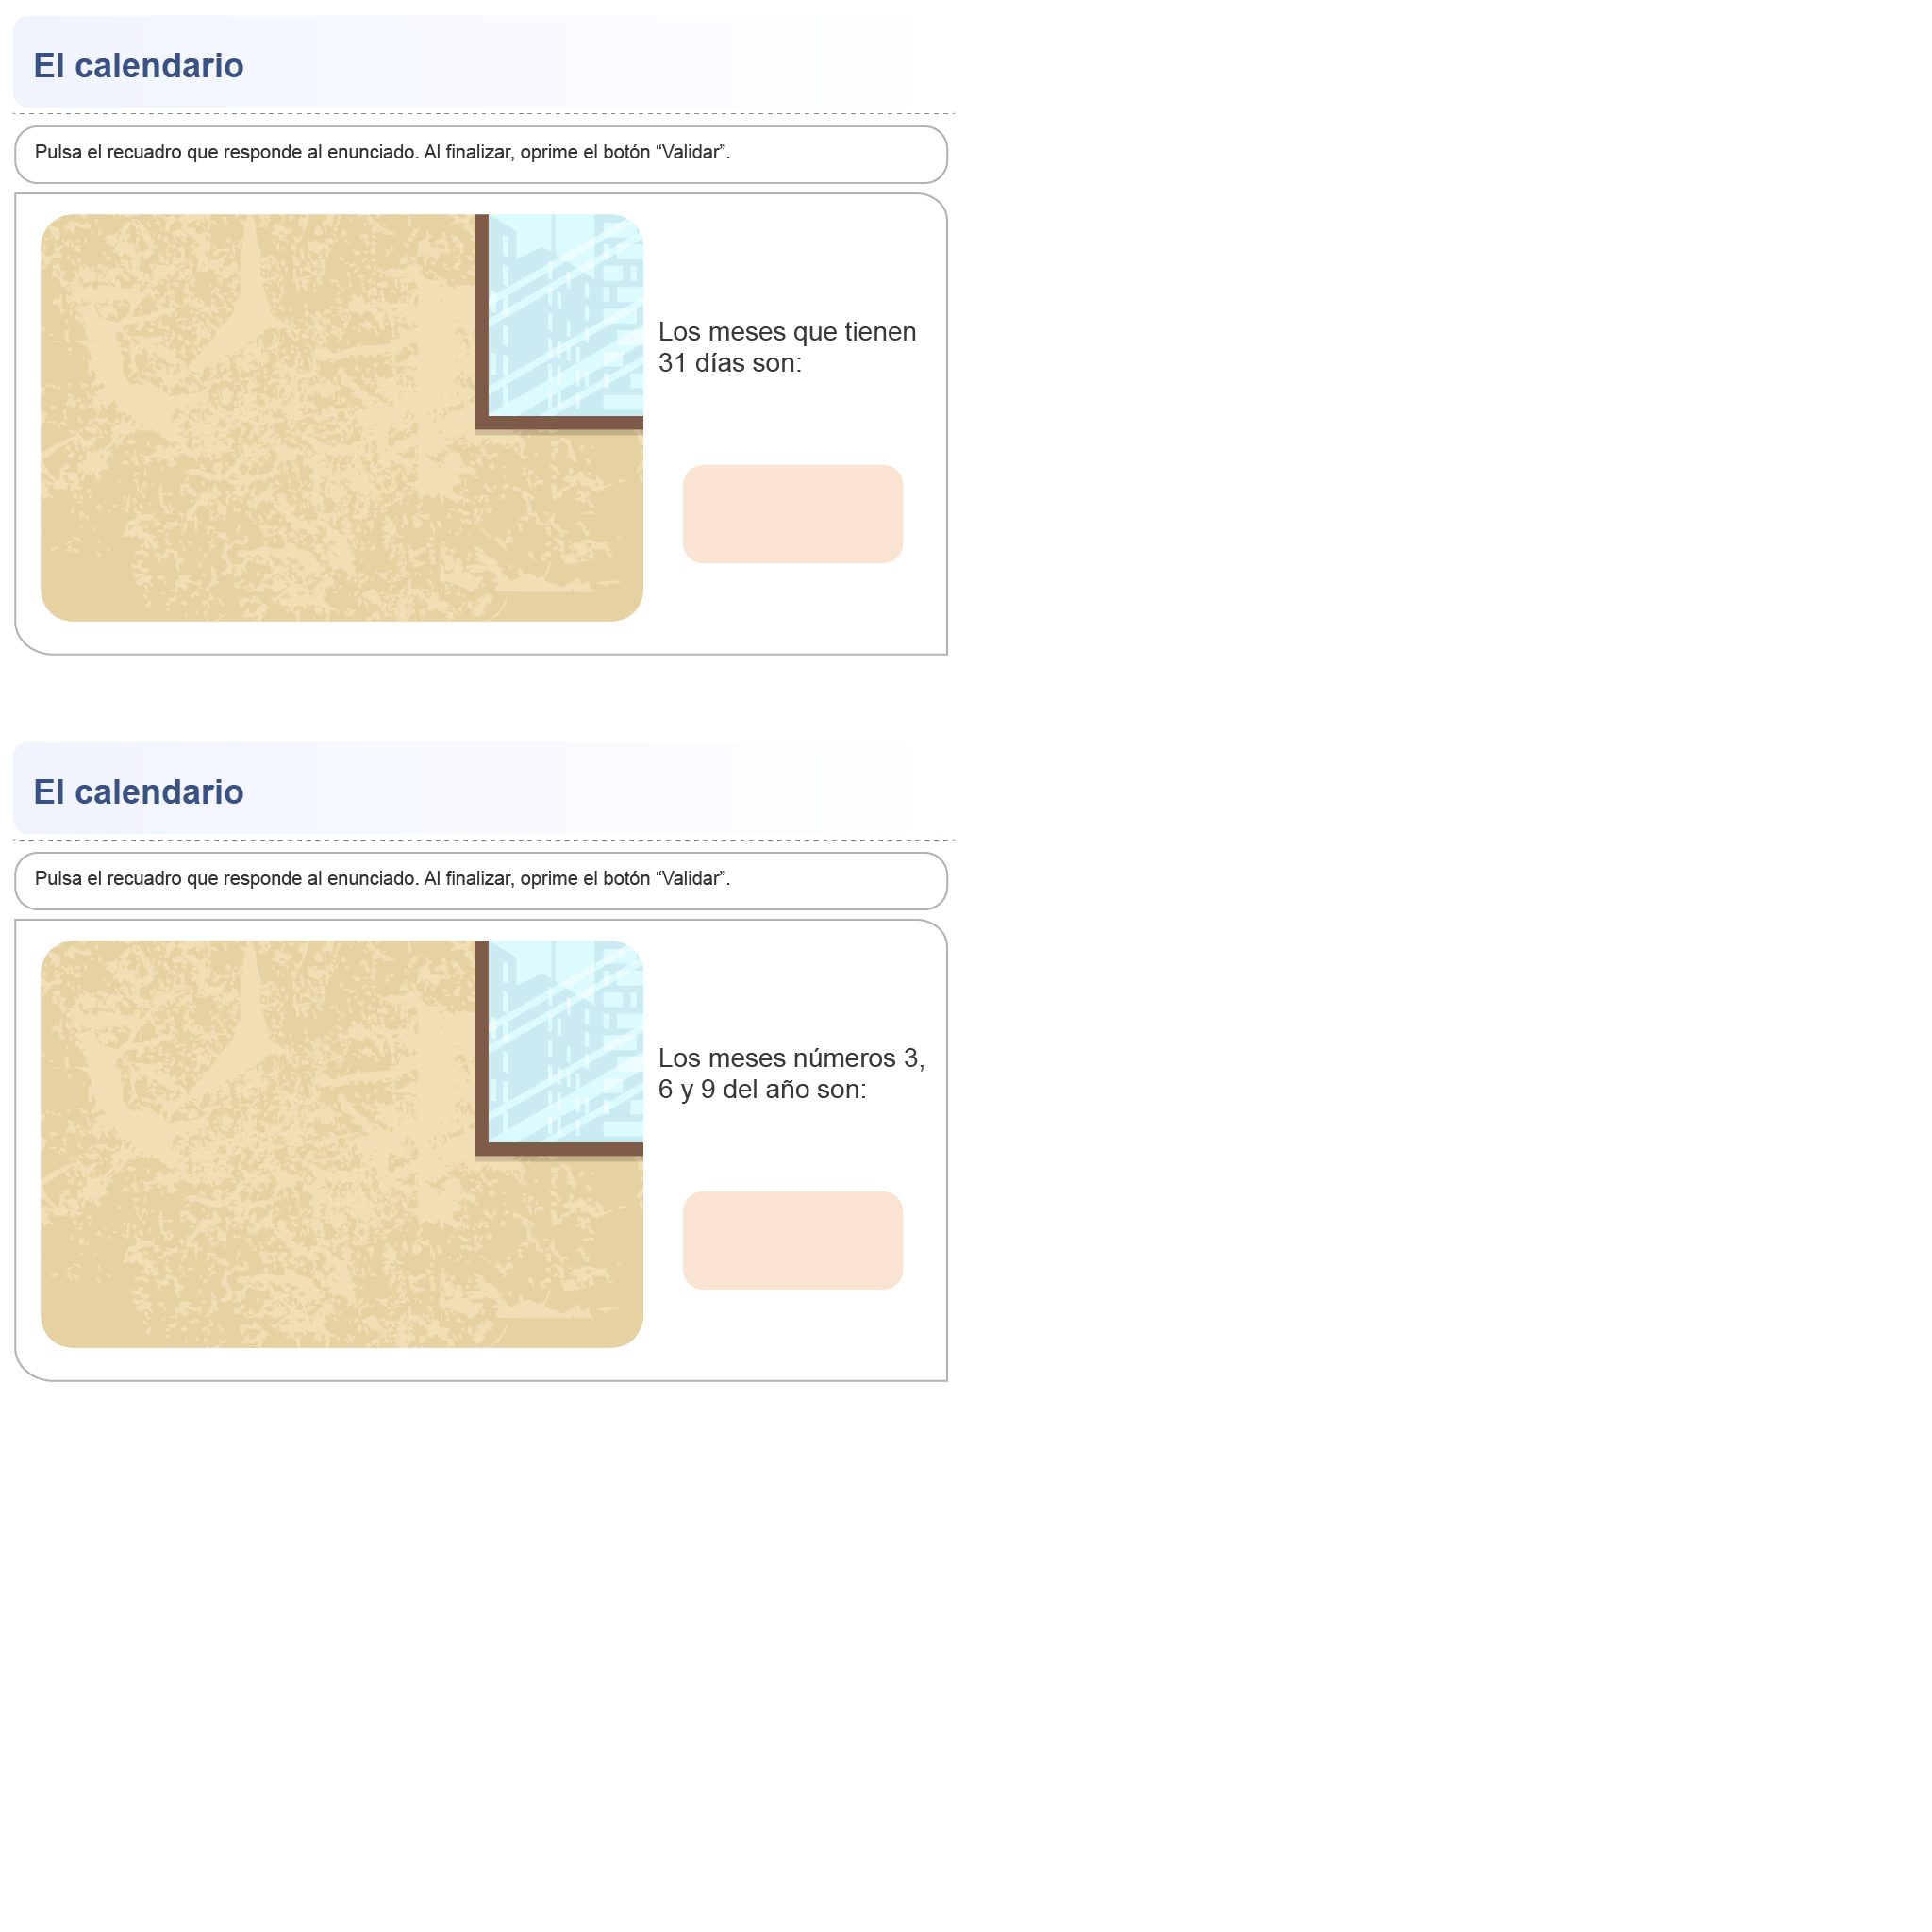 El calendario
Pulsa el recuadro que responde al enunciado. Al finalizar, oprime el botón “Validar”.
Los meses que tienen
31 días son:
El calendario
Pulsa el recuadro que responde al enunciado. Al finalizar, oprime el botón “Validar”.
Los meses números 3,
6 y 9 del año son: